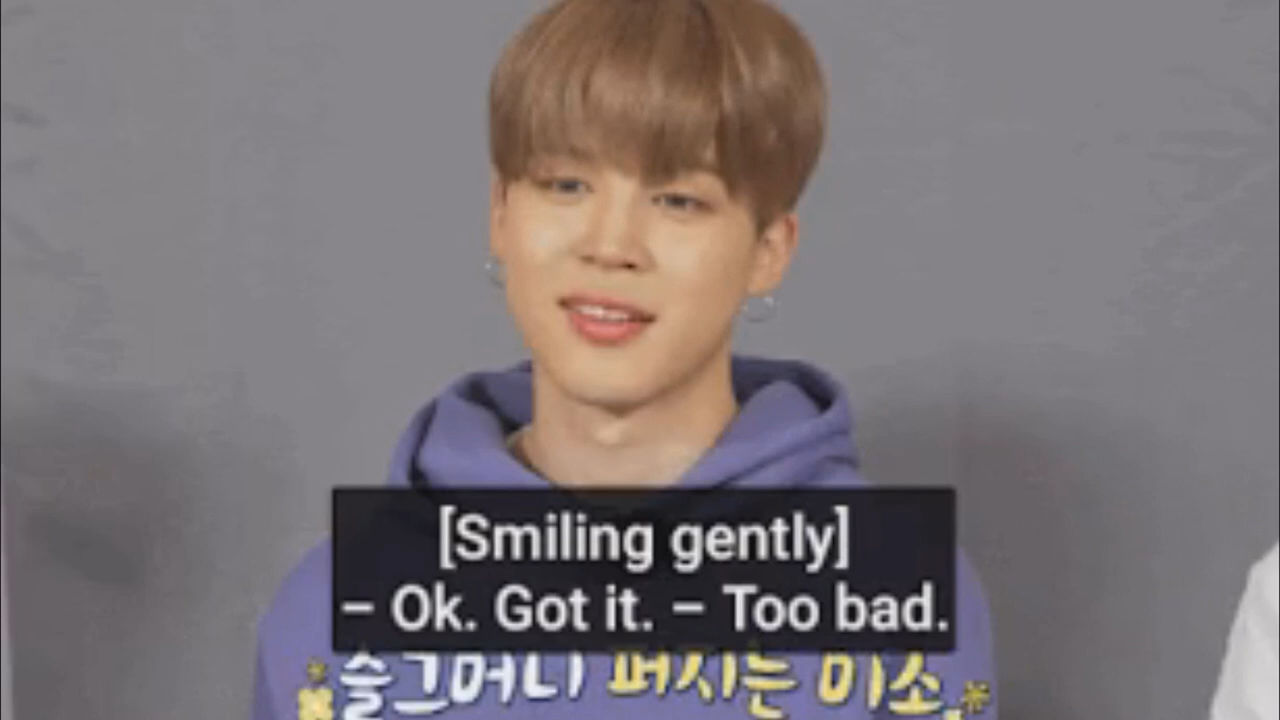 [Smiling gently]
– Ok. Got it. – Too bad.
슬그머니 퍼지는 미소